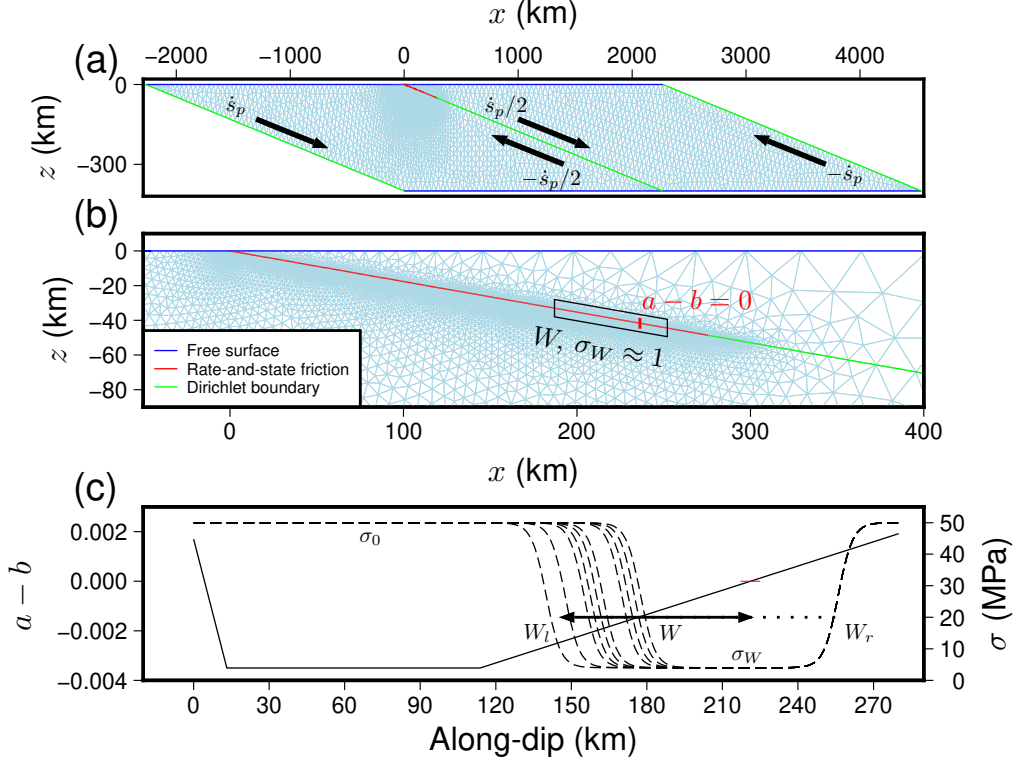 x (km)
(a)
−2000 −1000 0 1000 2000 3000 4000
z (km)
0
−300
ṡp
ṡp/2
−ṡp/2
−ṡp
(b)
z (km)
0
−20
−40
−60
−80
a − b = 0
W, σW ≈ 1
Free surface
Rate-and-state friction
Dirichlet boundary
0 100 200 300 400
x (km)
(c)
a − b
0.002
0.000
−0.002
−0.004
σ0
Wl
W
Wr
σW
50
40
30
20
10
0
σ (MPa)
0 30 60 90 120 150 180 210 240 270
Along-dip (km)